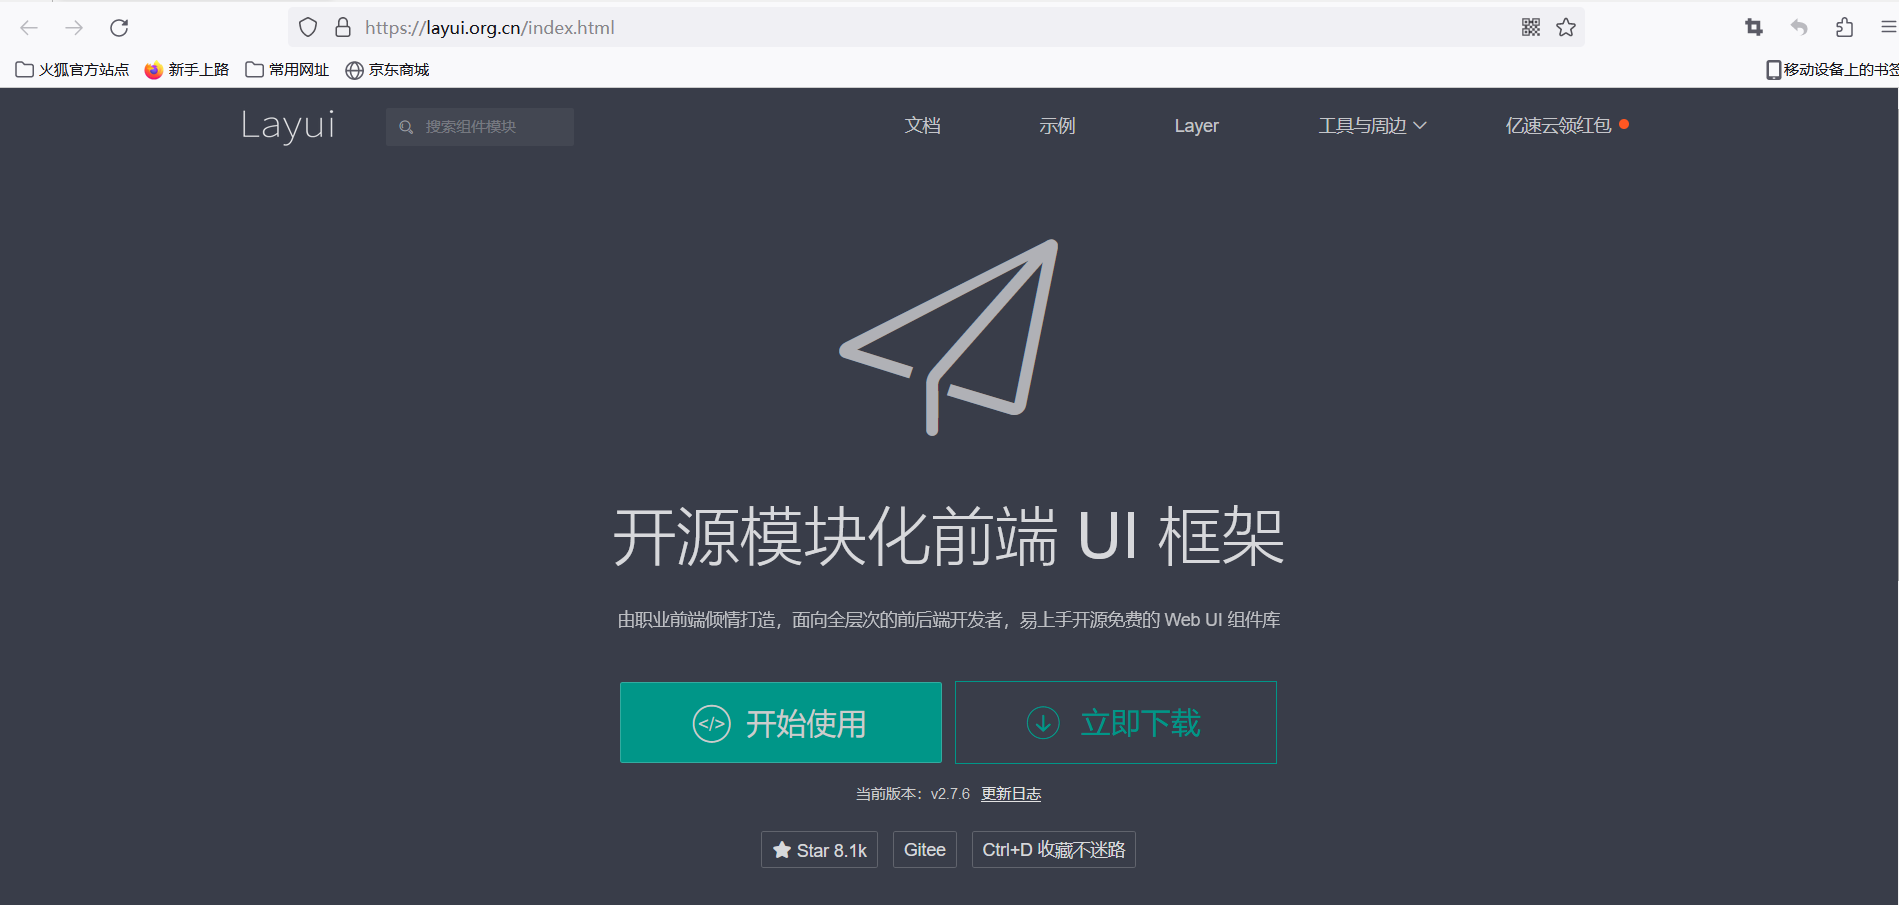 https://layui.org.cn/index.html
火狐官方站点 新手上路 常用网址 京东商城 移动设备上的书签
Layui 搜索组件模块 文档 示例 Layer 工具与周边 亿速云领红包
开源模块化前端 UI 框架
由职业前端倾情打造，面向全层次的前后端开发者，易上手开源免费的 Web UI 组件库
</> 开始使用 立即下载
当前版本：v2.7.6 更新日志
Star 8.1k Gitee Ctrl+D 收藏不迷路